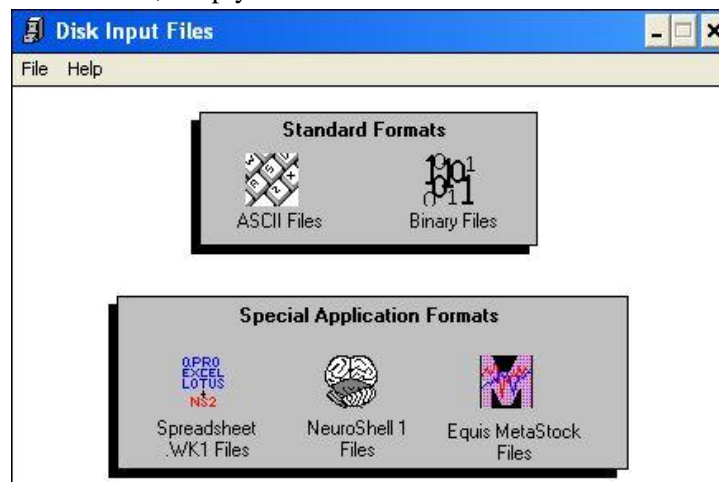 Disk Input Files
File Help
Standard Formats
ASCII Files Binary Files
Special Application Formats
QPRO
EXCEL
LOTUS
NS2
Spreadsheet NeuroShell 1 Equis MetaStock
.WK1 Files Files Files